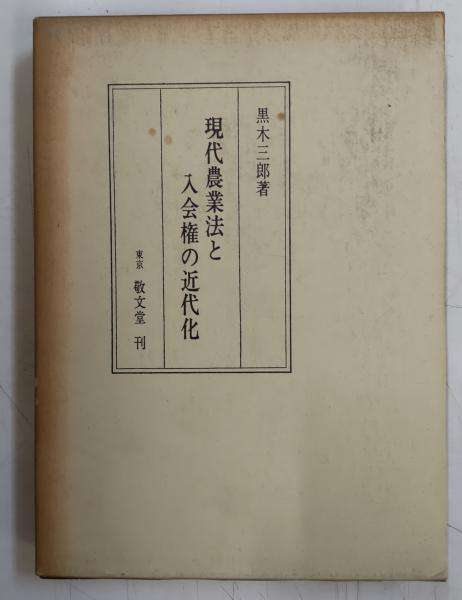 黒木三郎著
現代農業法と
入会権の近代化
東京 敬文堂 刊